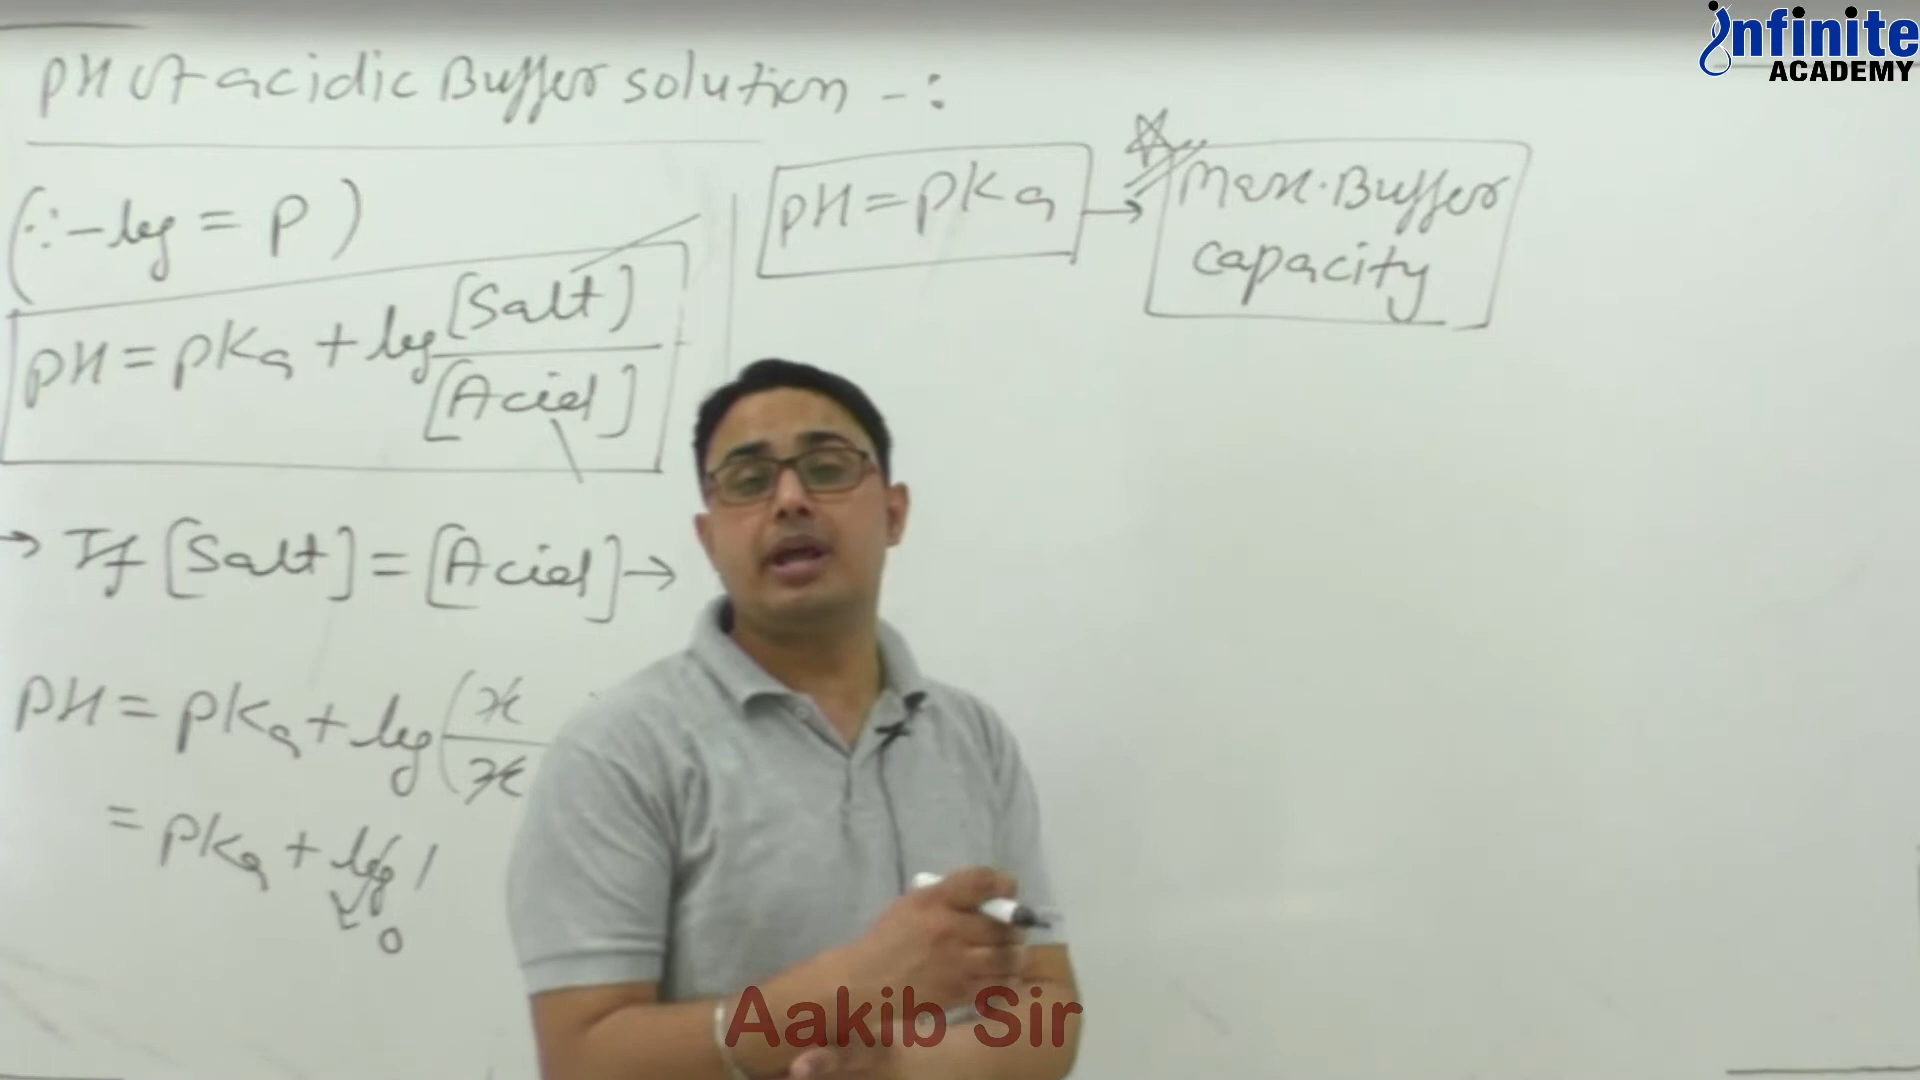 infinite
ACADEMY
PH of acidic Buffer solution -:
(∵ -log = P)
PH = PKa + log [Salt] / [Acid]
→ If [Salt] = [Acid] →
PH = PKa + log (x / x
= PKa + log 1
→ 0
PH = PKa → Max. Buffer
capacity
Aakib Sir